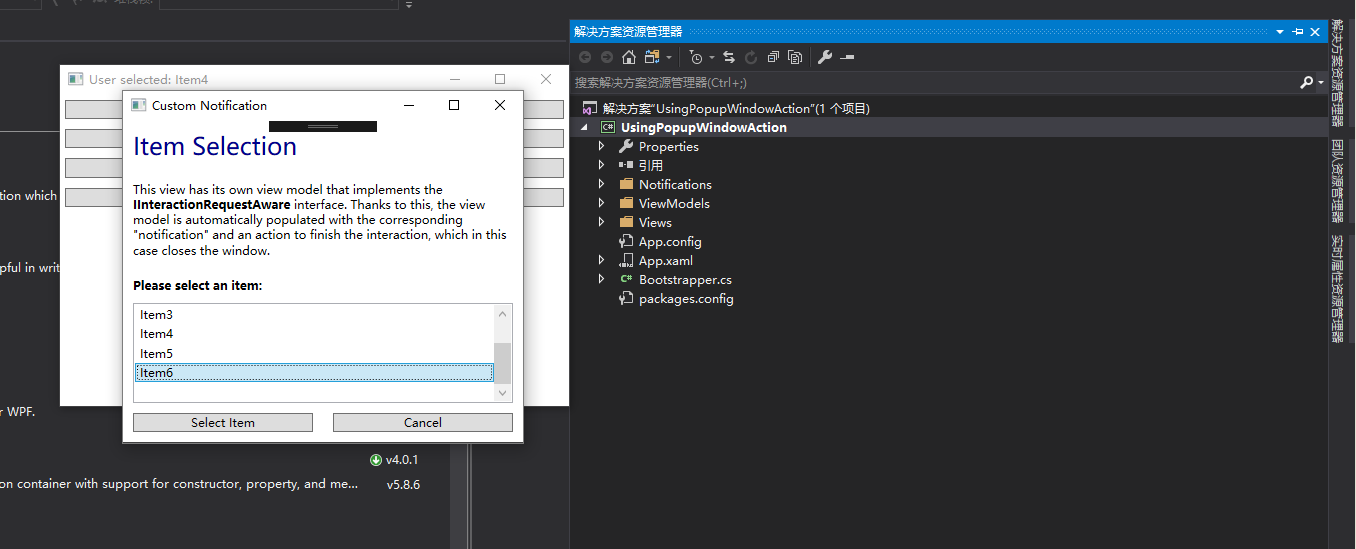 堆栈帧:
User selected: Item4
Custom Notification
Item Selection
This view has its own view model that implements the
IInteractionRequestAware interface. Thanks to this, the view
model is automatically populated with the corresponding
"notification" and an action to finish the interaction, which in this
case closes the window.
Please select an item:
Item3
Item4
Item5
Item6
Select Item
Cancel
tion which
pful in writ
r WPF.
v4.0.1
on container with support for constructor, property, and me...
v5.8.6
解决方案资源管理器
搜索解决方案资源管理器(Ctrl+;)
解决方案"UsingPopupWindowAction"(1 个项目)
C# UsingPopupWindowAction
Properties
引用
Notifications
ViewModels
Views
App.config
App.xaml
C# Bootstrapper.cs
packages.config
解决方案资源管理器
团队资源管理器
实时属性资源管理器